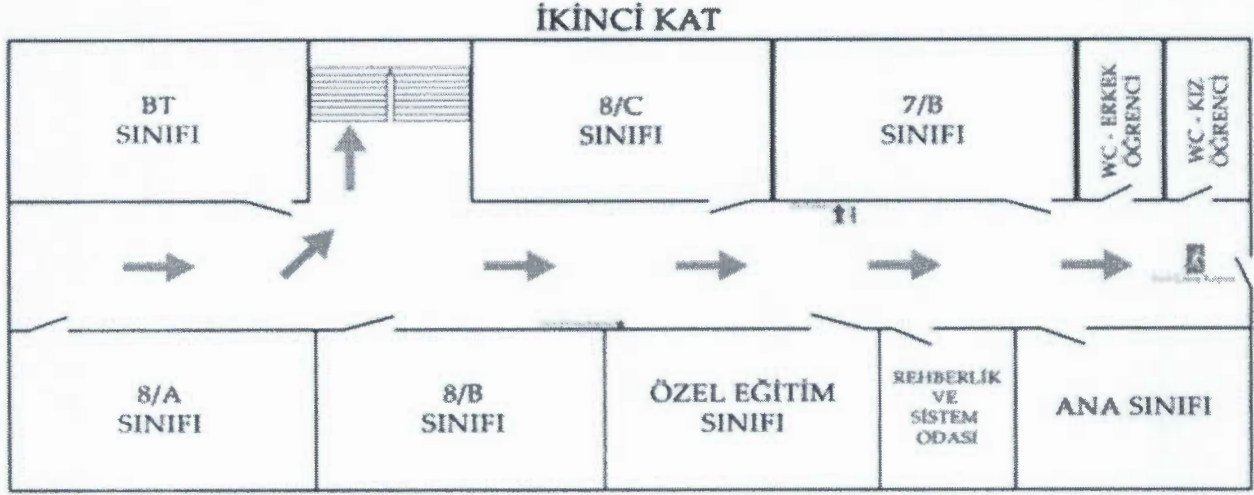 İKİNCİ KAT
BT
SINIFI
8/C
SINIFI
7/B
SINIFI
WC - ERKEK
ÖĞRENCİ
WC - KIZ
ÖĞRENCİ
8/A
SINIFI
8/B
SINIFI
ÖZEL EĞİTİM
SINIFI
REHBERLİK
VE
SİSTEM
ODASI
ANA SINIFI